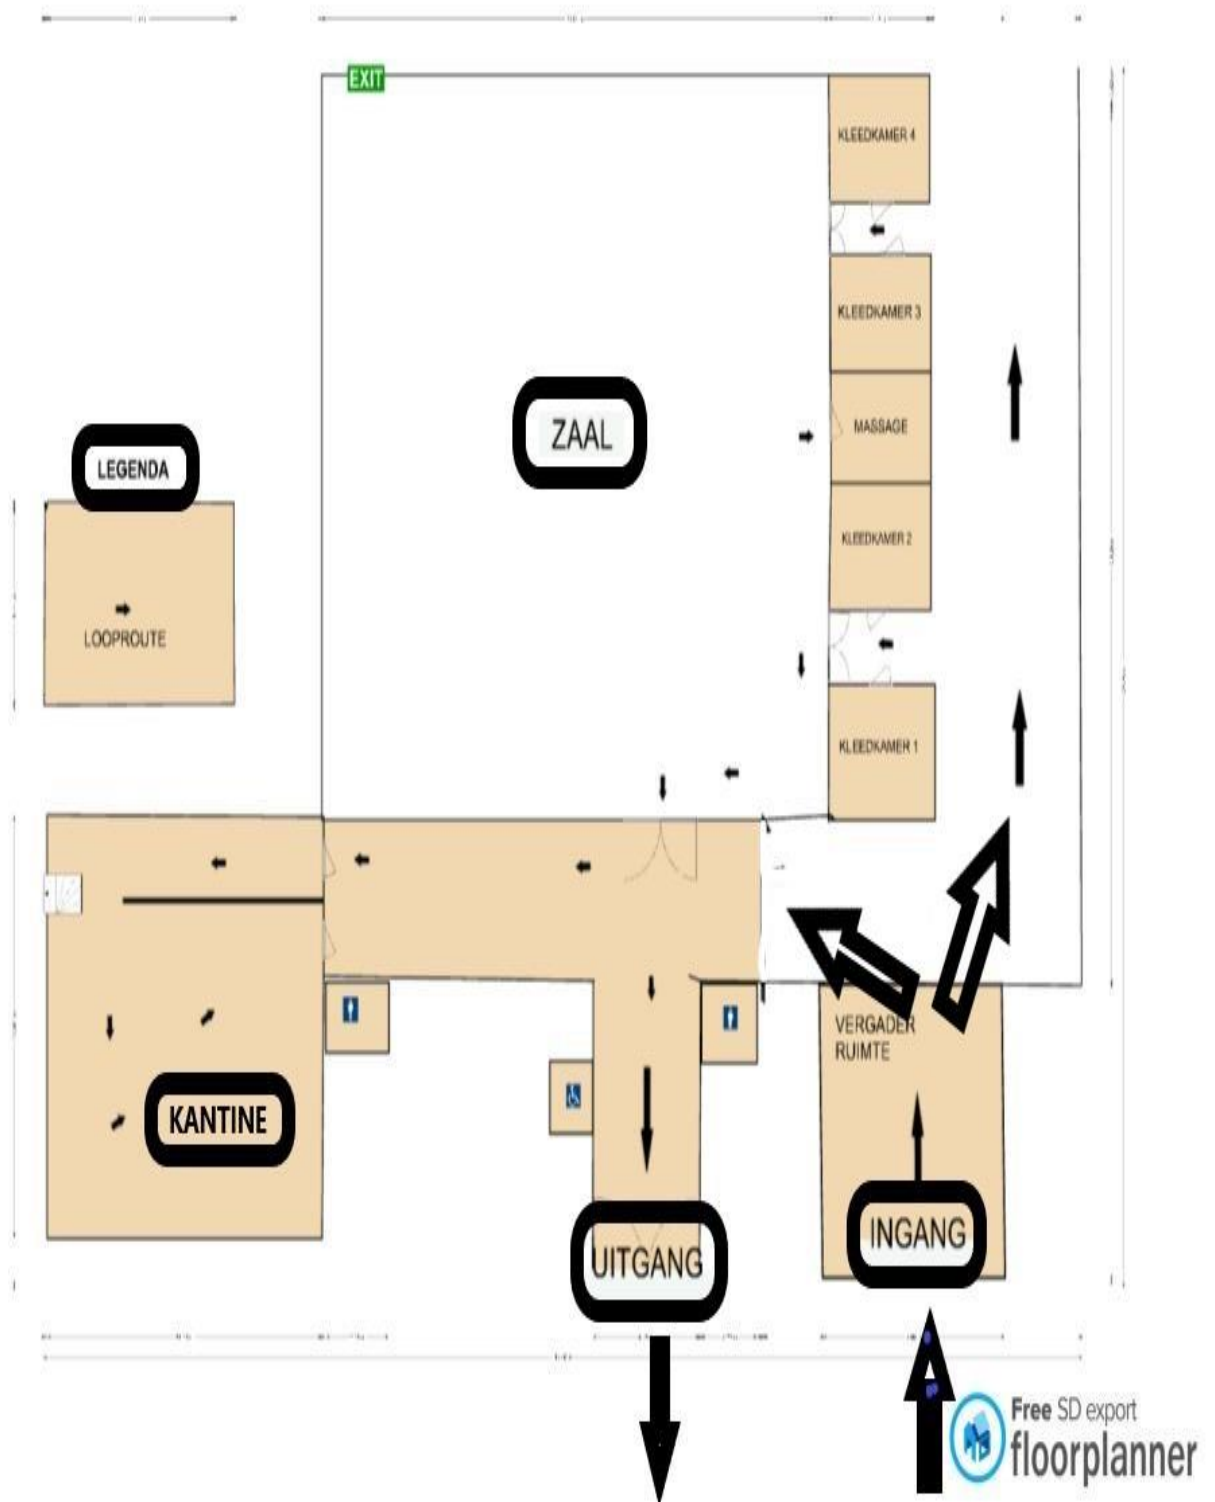 EXIT
KLEEDKAMER 4
KLEEDKAMER 3
ZAAL
MASSAGE
LEGENDA
KLEEDKAMER 2
LOOPROUTE
KLEEDKAMER 1
VERGADER
RUIMTE
KANTINE
INGANG
UITGANG
Free SD export
floorplanner